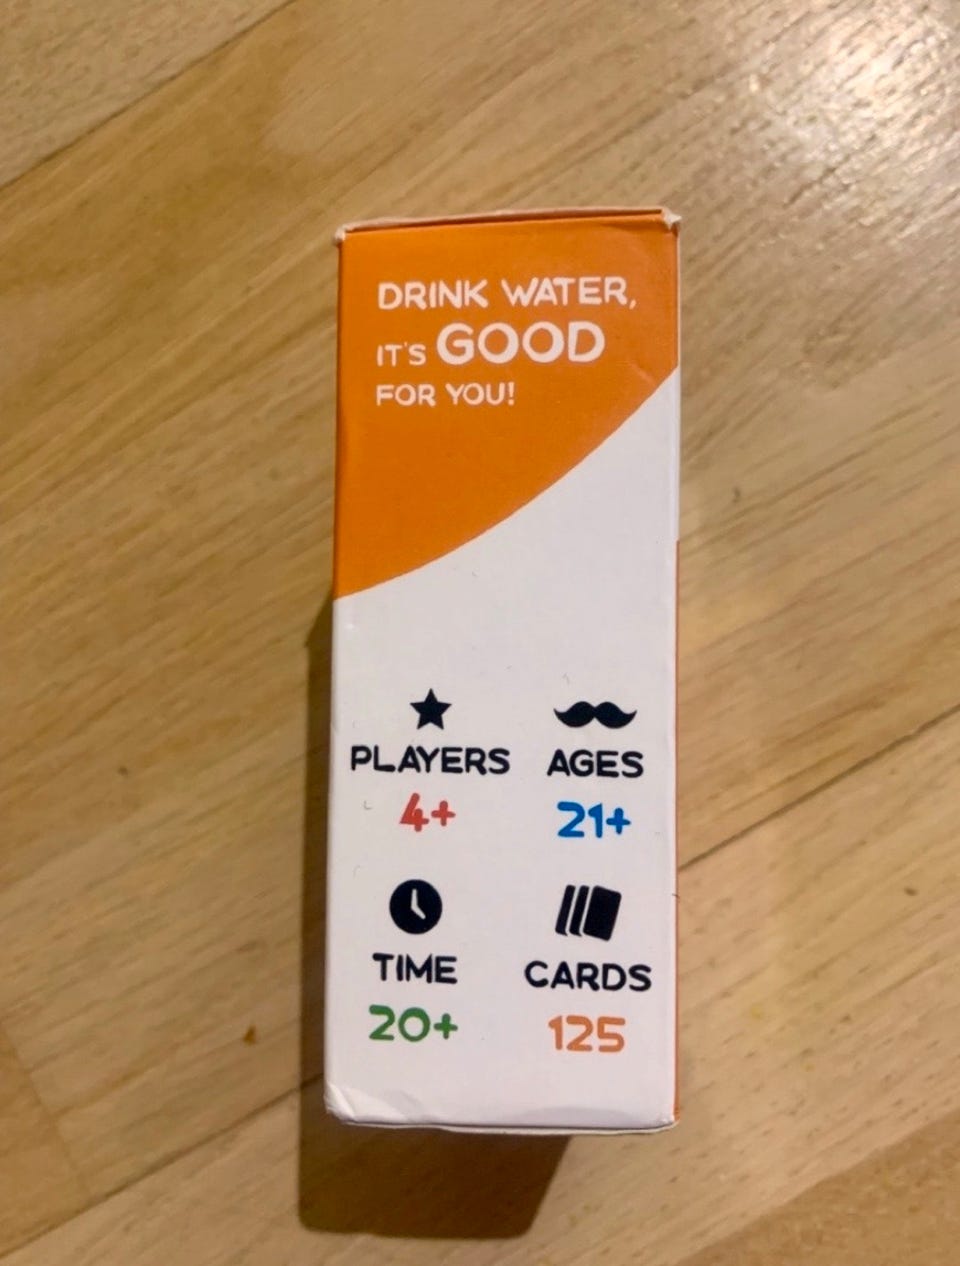 DRINK WATER,
IT'S GOOD
FOR YOU!
PLAYERS
4+
AGES
21+
TIME
20+
CARDS
125